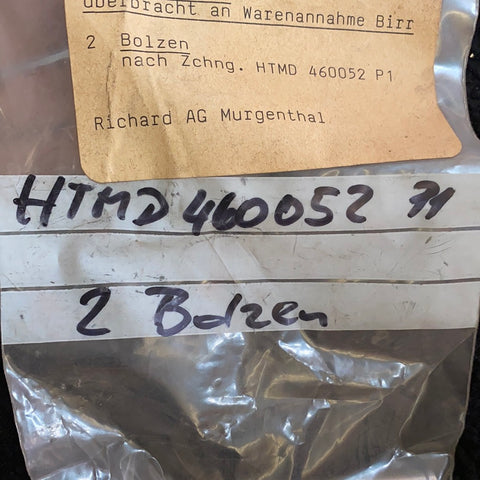 überbracht an Warenannahme Birr
2 Bolzen
nach Zchng. HTMD 460052 P1
Richard AG Murgenthal
HTMD 460052 P1
2 Bolzen